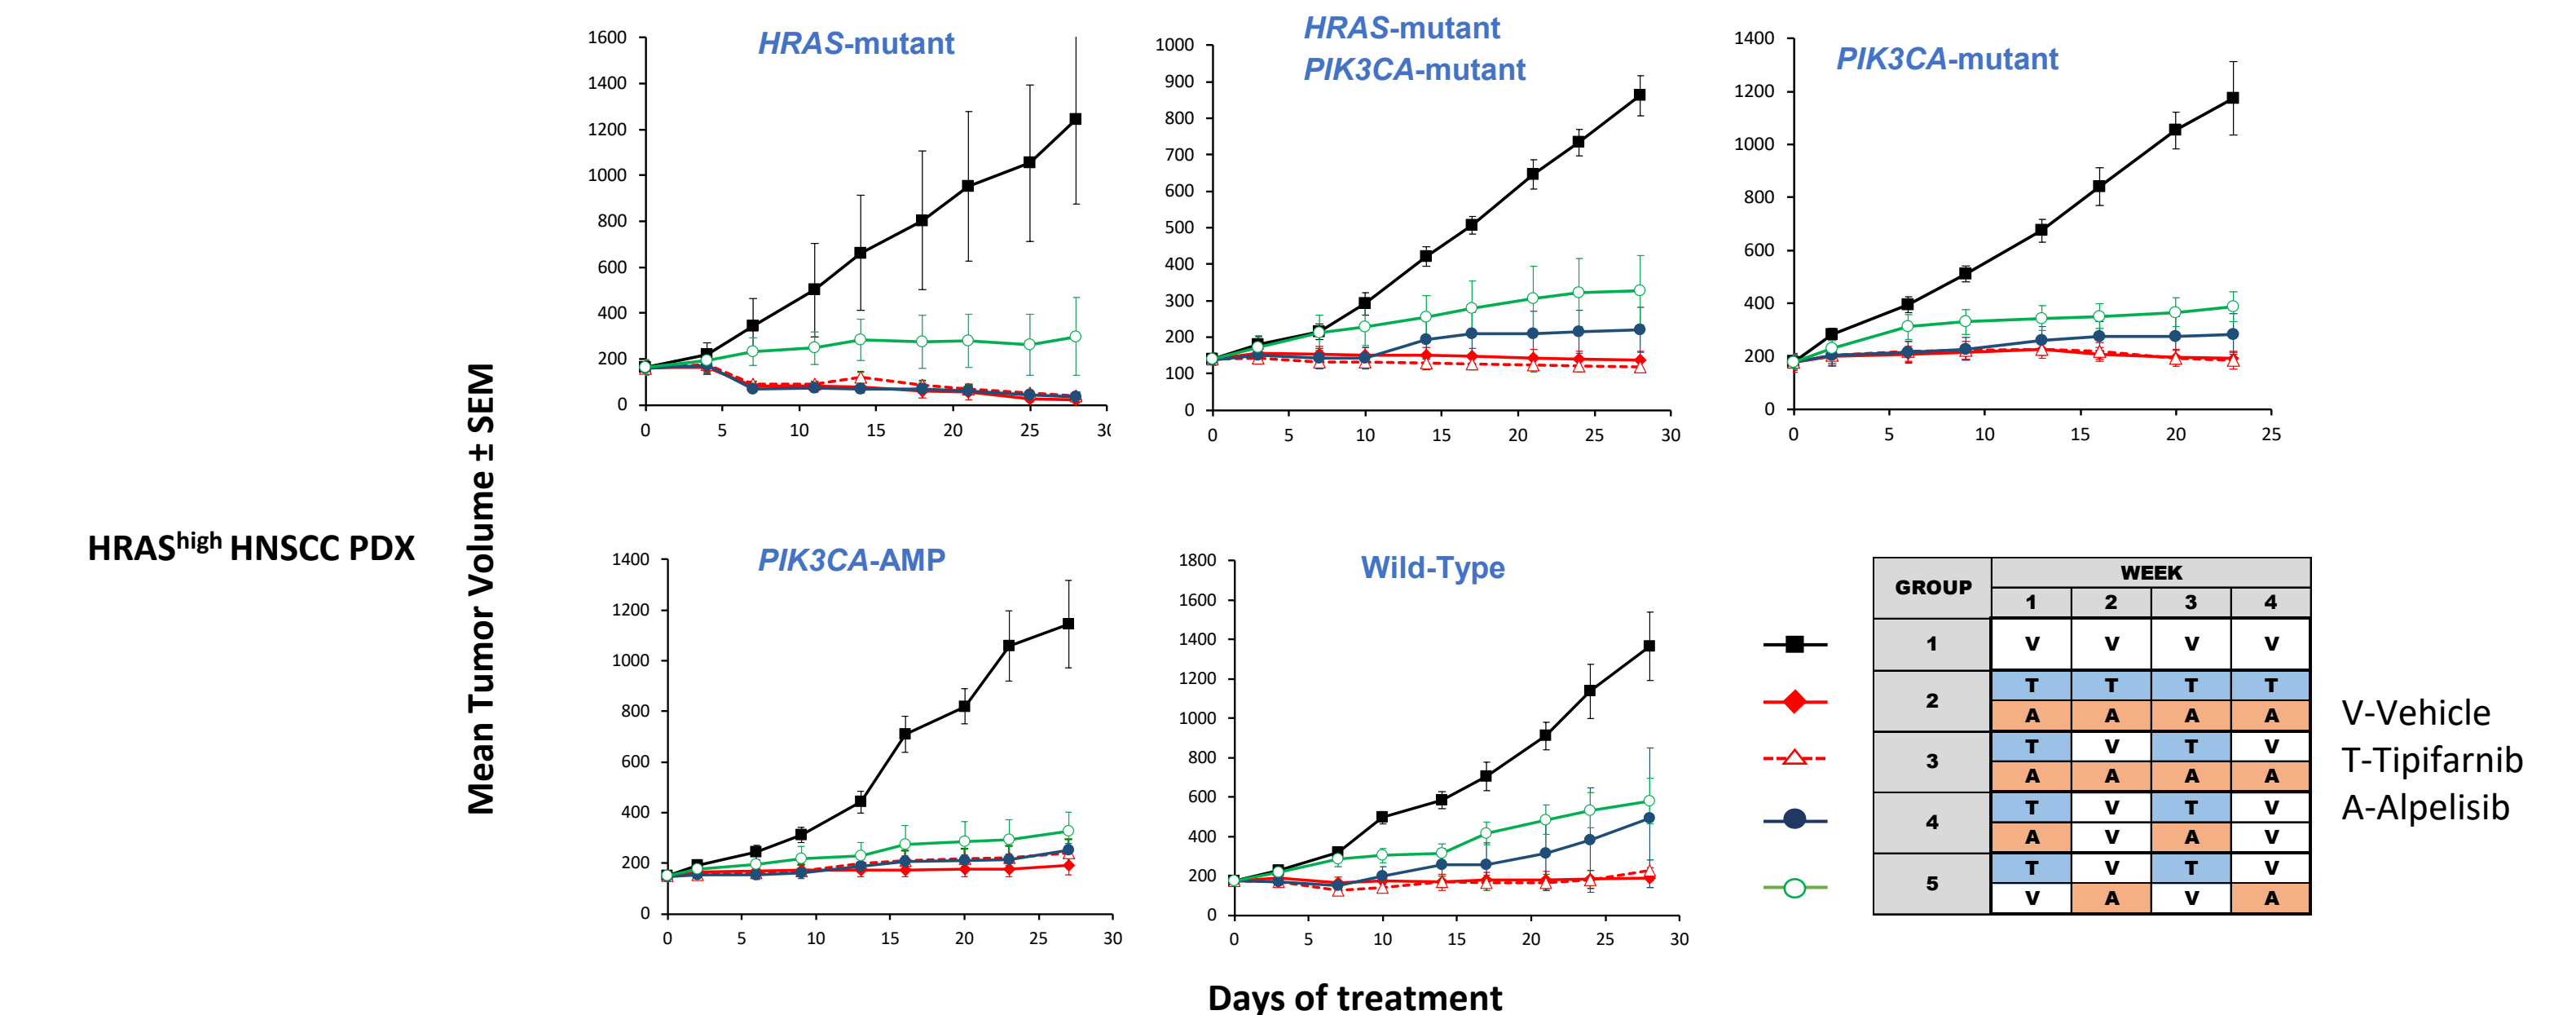 HRAS-mutant
1600
1400
1200
1000
800
600
400
200
0
0 5 10 15 20 25 30
HRAS-mutant
PIK3CA-mutant
1000
900
800
700
600
500
400
300
200
100
0
0 5 10 15 20 25 30
PIK3CA-mutant
1400
1200
1000
800
600
400
200
0
0 5 10 15 20 25
HRAShigh HNSCC PDX
Mean Tumor Volume ± SEM
PIK3CA-AMP
1400
1200
1000
800
600
400
200
0
0 5 10 15 20 25 30
Wild-Type
1800
1600
1400
1200
1000
800
600
400
200
0
0 5 10 15 20 25 30
Days of treatment
GROUP WEEK
1 2 3 4
1 V V V V
2 T T T T
A A A A
3 T V T V
A A A A
4 T V T V
A V A V
5 T V T V
V A V A
V-Vehicle
T-Tipifarnib
A-Alpelisib